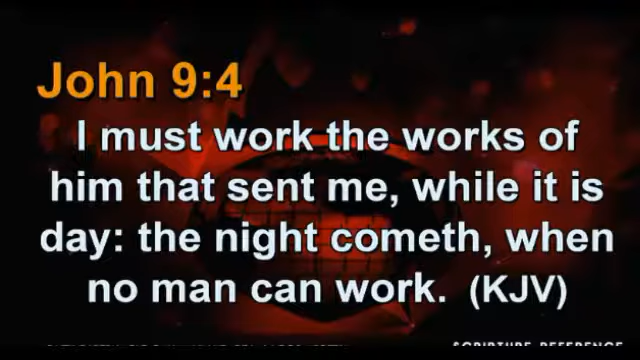 John 9:4
I must work the works of
him that sent me, while it is
day: the night cometh, when
no man can work. (KJV)
SCRIPTURE REFERENCE